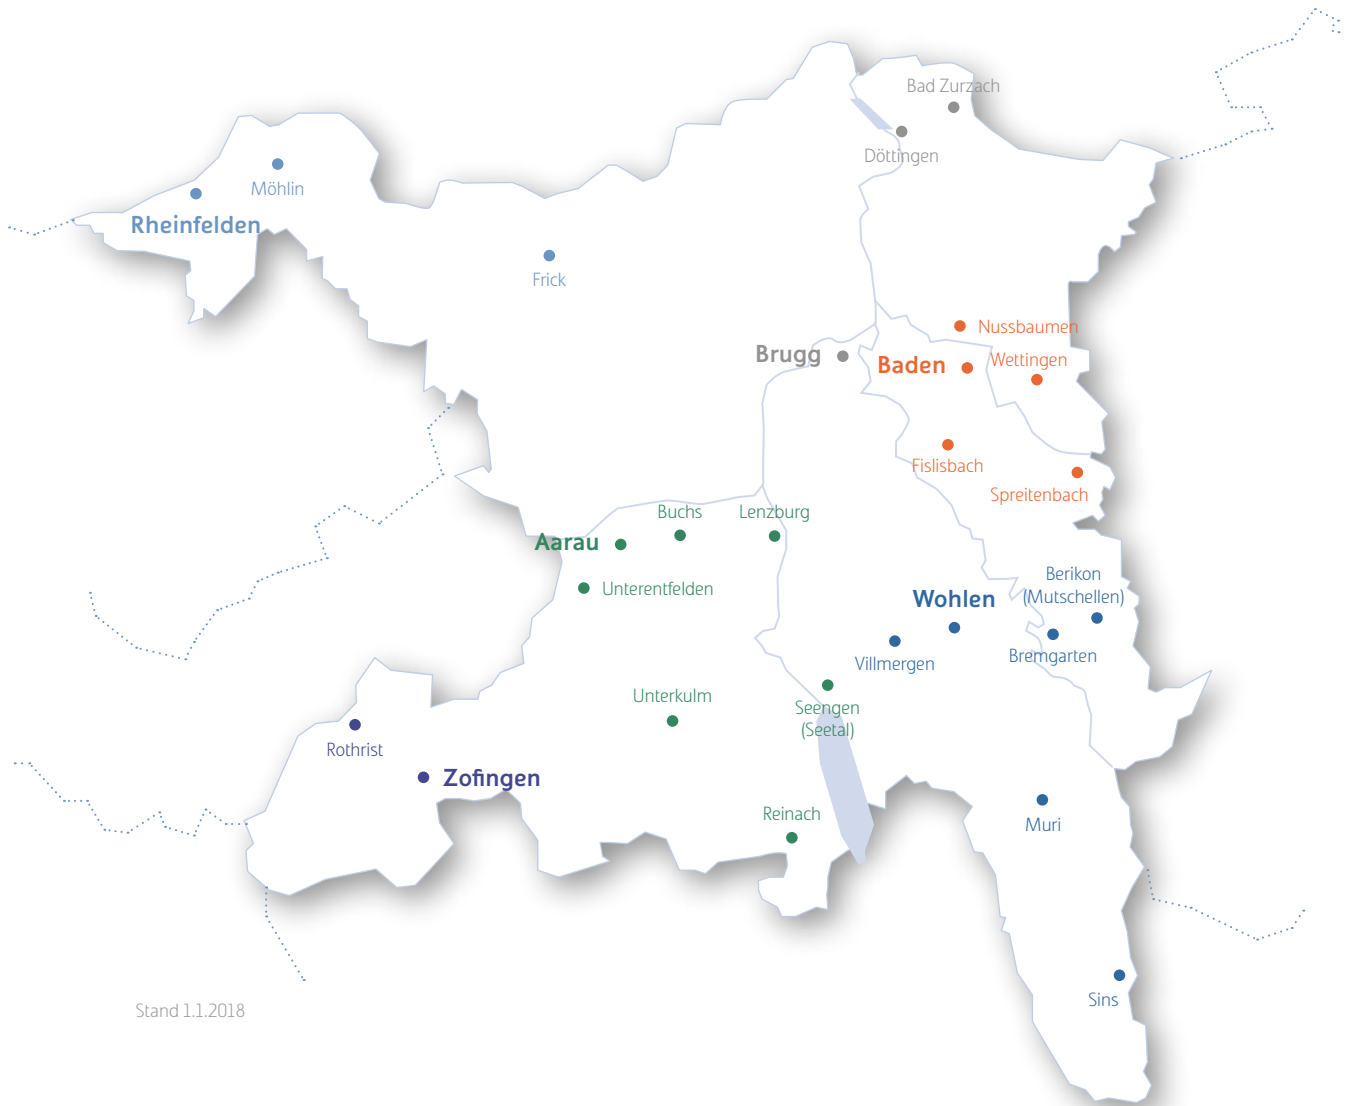 Bad Zurzach
Döttingen
Möhlin
Rheinfelden
Frick
Nussbaumen
Brugg
Baden
Wettingen
Fislisbach
Spreitenbach
Buchs
Lenzburg
Aarau
Unterentfelden
Berikon
(Mutschellen)
Wohlen
Bremgarten
Villmergen
Unterkulm
Seengen
(Seetal)
Rothrist
Zofingen
Reinach
Muri
Sins
Stand 1.1.2018